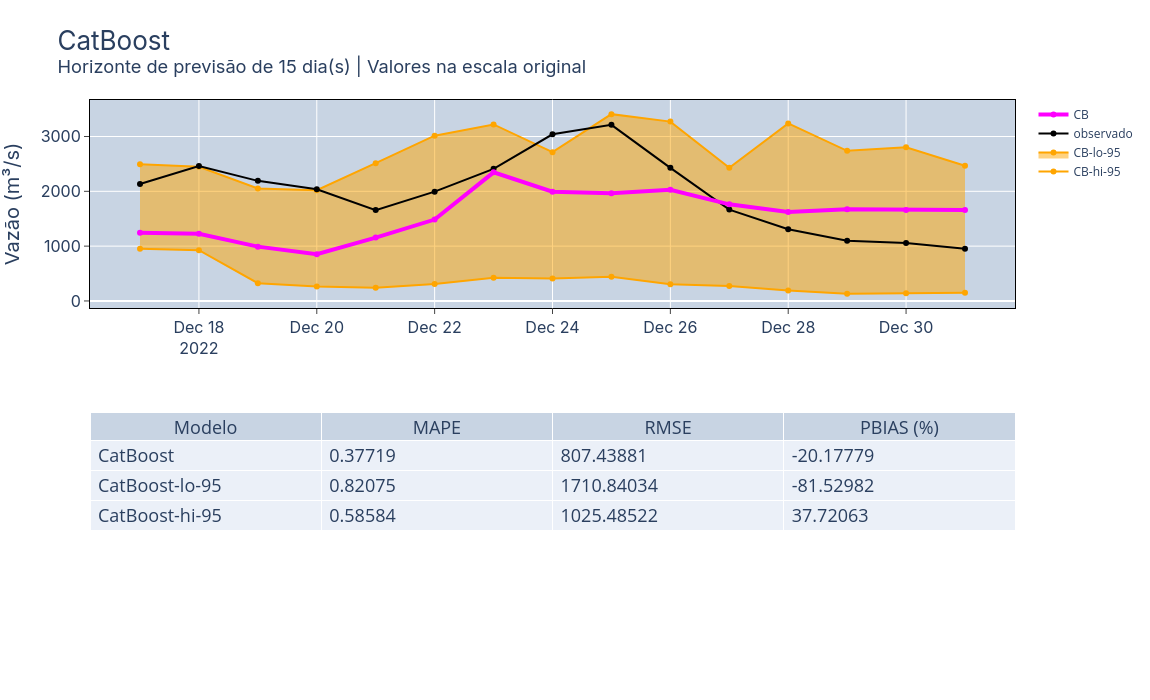 CatBoost
Horizonte de previsão de 15 dia(s) | Valores na escala original
Vazão (m³/s)
3000
2000
1000
0
Dec 18 Dec 20 Dec 22 Dec 24 Dec 26 Dec 28 Dec 30
2022
CB
observado
CB-lo-95
CB-hi-95
Modelo MAPE RMSE PBIAS (%)
CatBoost 0.37719 807.43881 -20.17779
CatBoost-lo-95 0.82075 1710.84034 -81.52982
CatBoost-hi-95 0.58584 1025.48522 37.72063